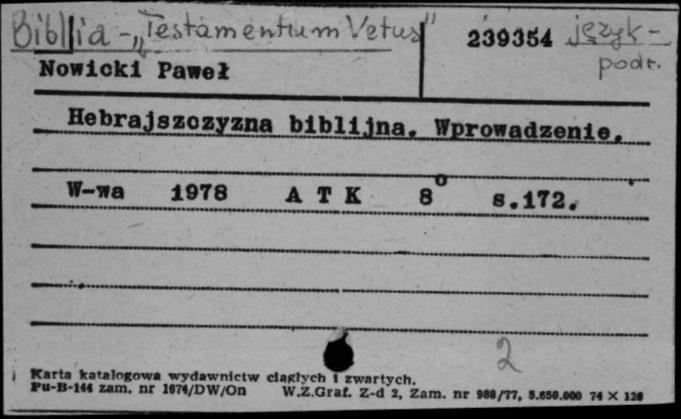 Biblia - „Testamentum Vetus" 239354 język -
podr.
Nowicki Paweł
Hebrajszczyzna biblijna. Wprowadzenie.
W-wa 1978 A T K 8° s.172.
2
Karta katalogowa wydawnictw ciągłych i zwartych.
Pu-B-144 zam. nr 1674/DW/On W.Z.Graf. Z-d 2, Zam. nr 988/77, 5.650.000 74 X 126